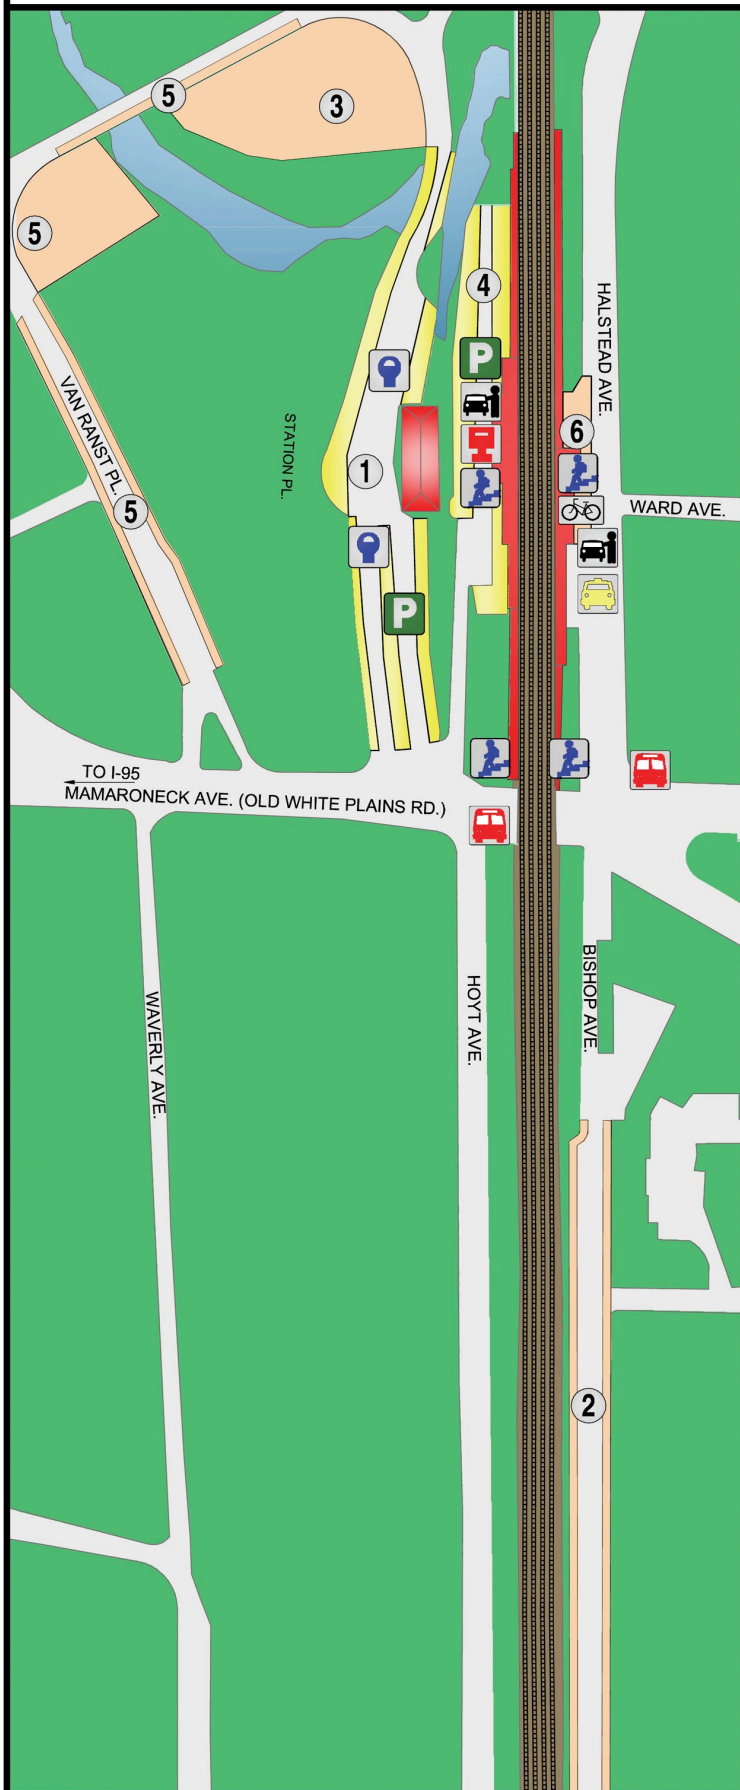 5
3
5
4
HALSTEAD AVE.
P
VAN RANST PL.
STATION PL.
6
1
5
WARD AVE.
P
TO I-95
MAMARONECK AVE. (OLD WHITE PLAINS RD.)
WAVERLY AVE.
HOYT AVE.
BISHOP AVE.
2